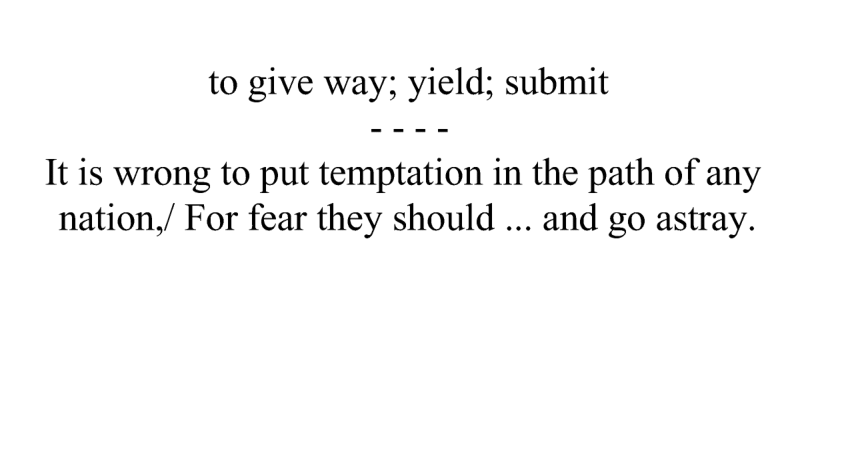 to give way; yield; submit
- - - -
It is wrong to put temptation in the path of any
nation,/ For fear they should ... and go astray.